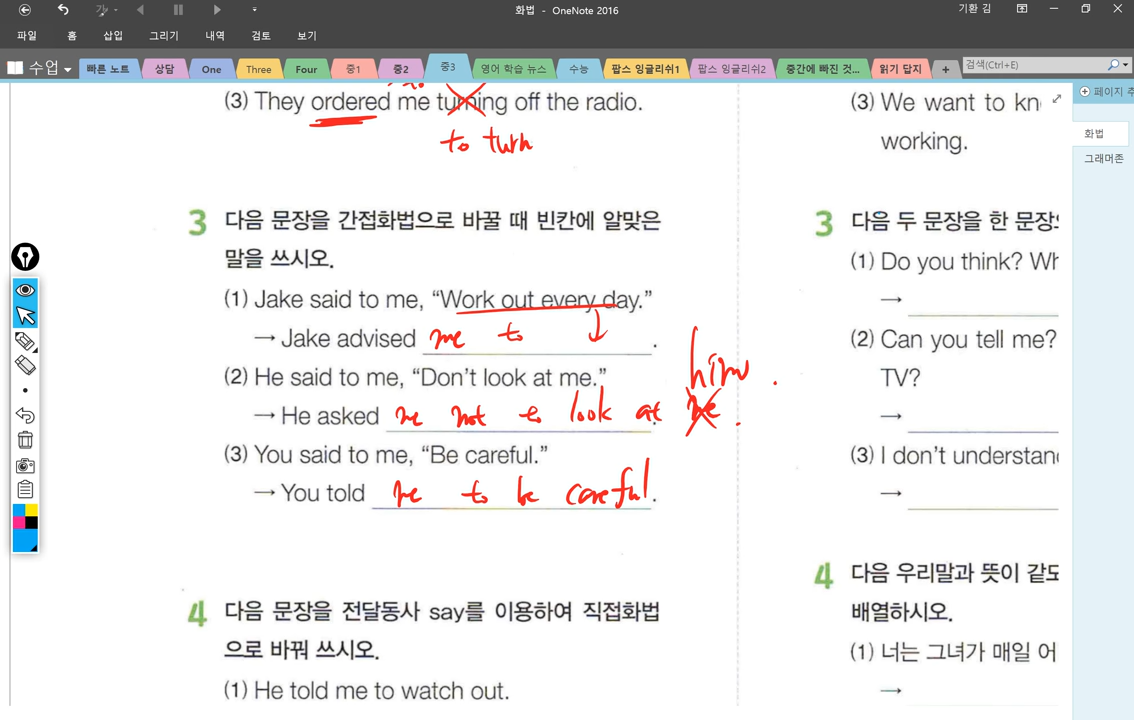 화법 - OneNote 2016
기환 김
파일 홈 삽입 그리기 내역 검토 보기
수업 빠른 노트 상담 One Three Four 중1 중2 중3 영어 학습 뉴스 수능 팝스 잉글리쉬1 팝스 잉글리쉬2 중간에 빠진 것... 읽기 답지 + 검색(Ctrl+E)
페이지 추
화법
그래머존
(3) They ordered me turning off the radio.
to turn
3 다음 문장을 간접화법으로 바꿀 때 빈칸에 알맞은
말을 쓰시오.
(1) Jake said to me, “Work out every day.”
→ Jake advised me to .
(2) He said to me, “Don’t look at me.”
him .
→ He asked me not to look at me .
(3) You said to me, “Be careful.”
→ You told me to be careful.
4 다음 문장을 전달동사 say를 이용하여 직접화법
으로 바꿔 쓰시오.
(1) He told me to watch out.
(3) We want to kn
working.
3 다음 두 문장을 한 문장으
(1) Do you think? Wh
→
(2) Can you tell me?
TV?
→
(3) I don’t understand
→
4 다음 우리말과 뜻이 같도
배열하시오.
(1) 너는 그녀가 매일 어
→